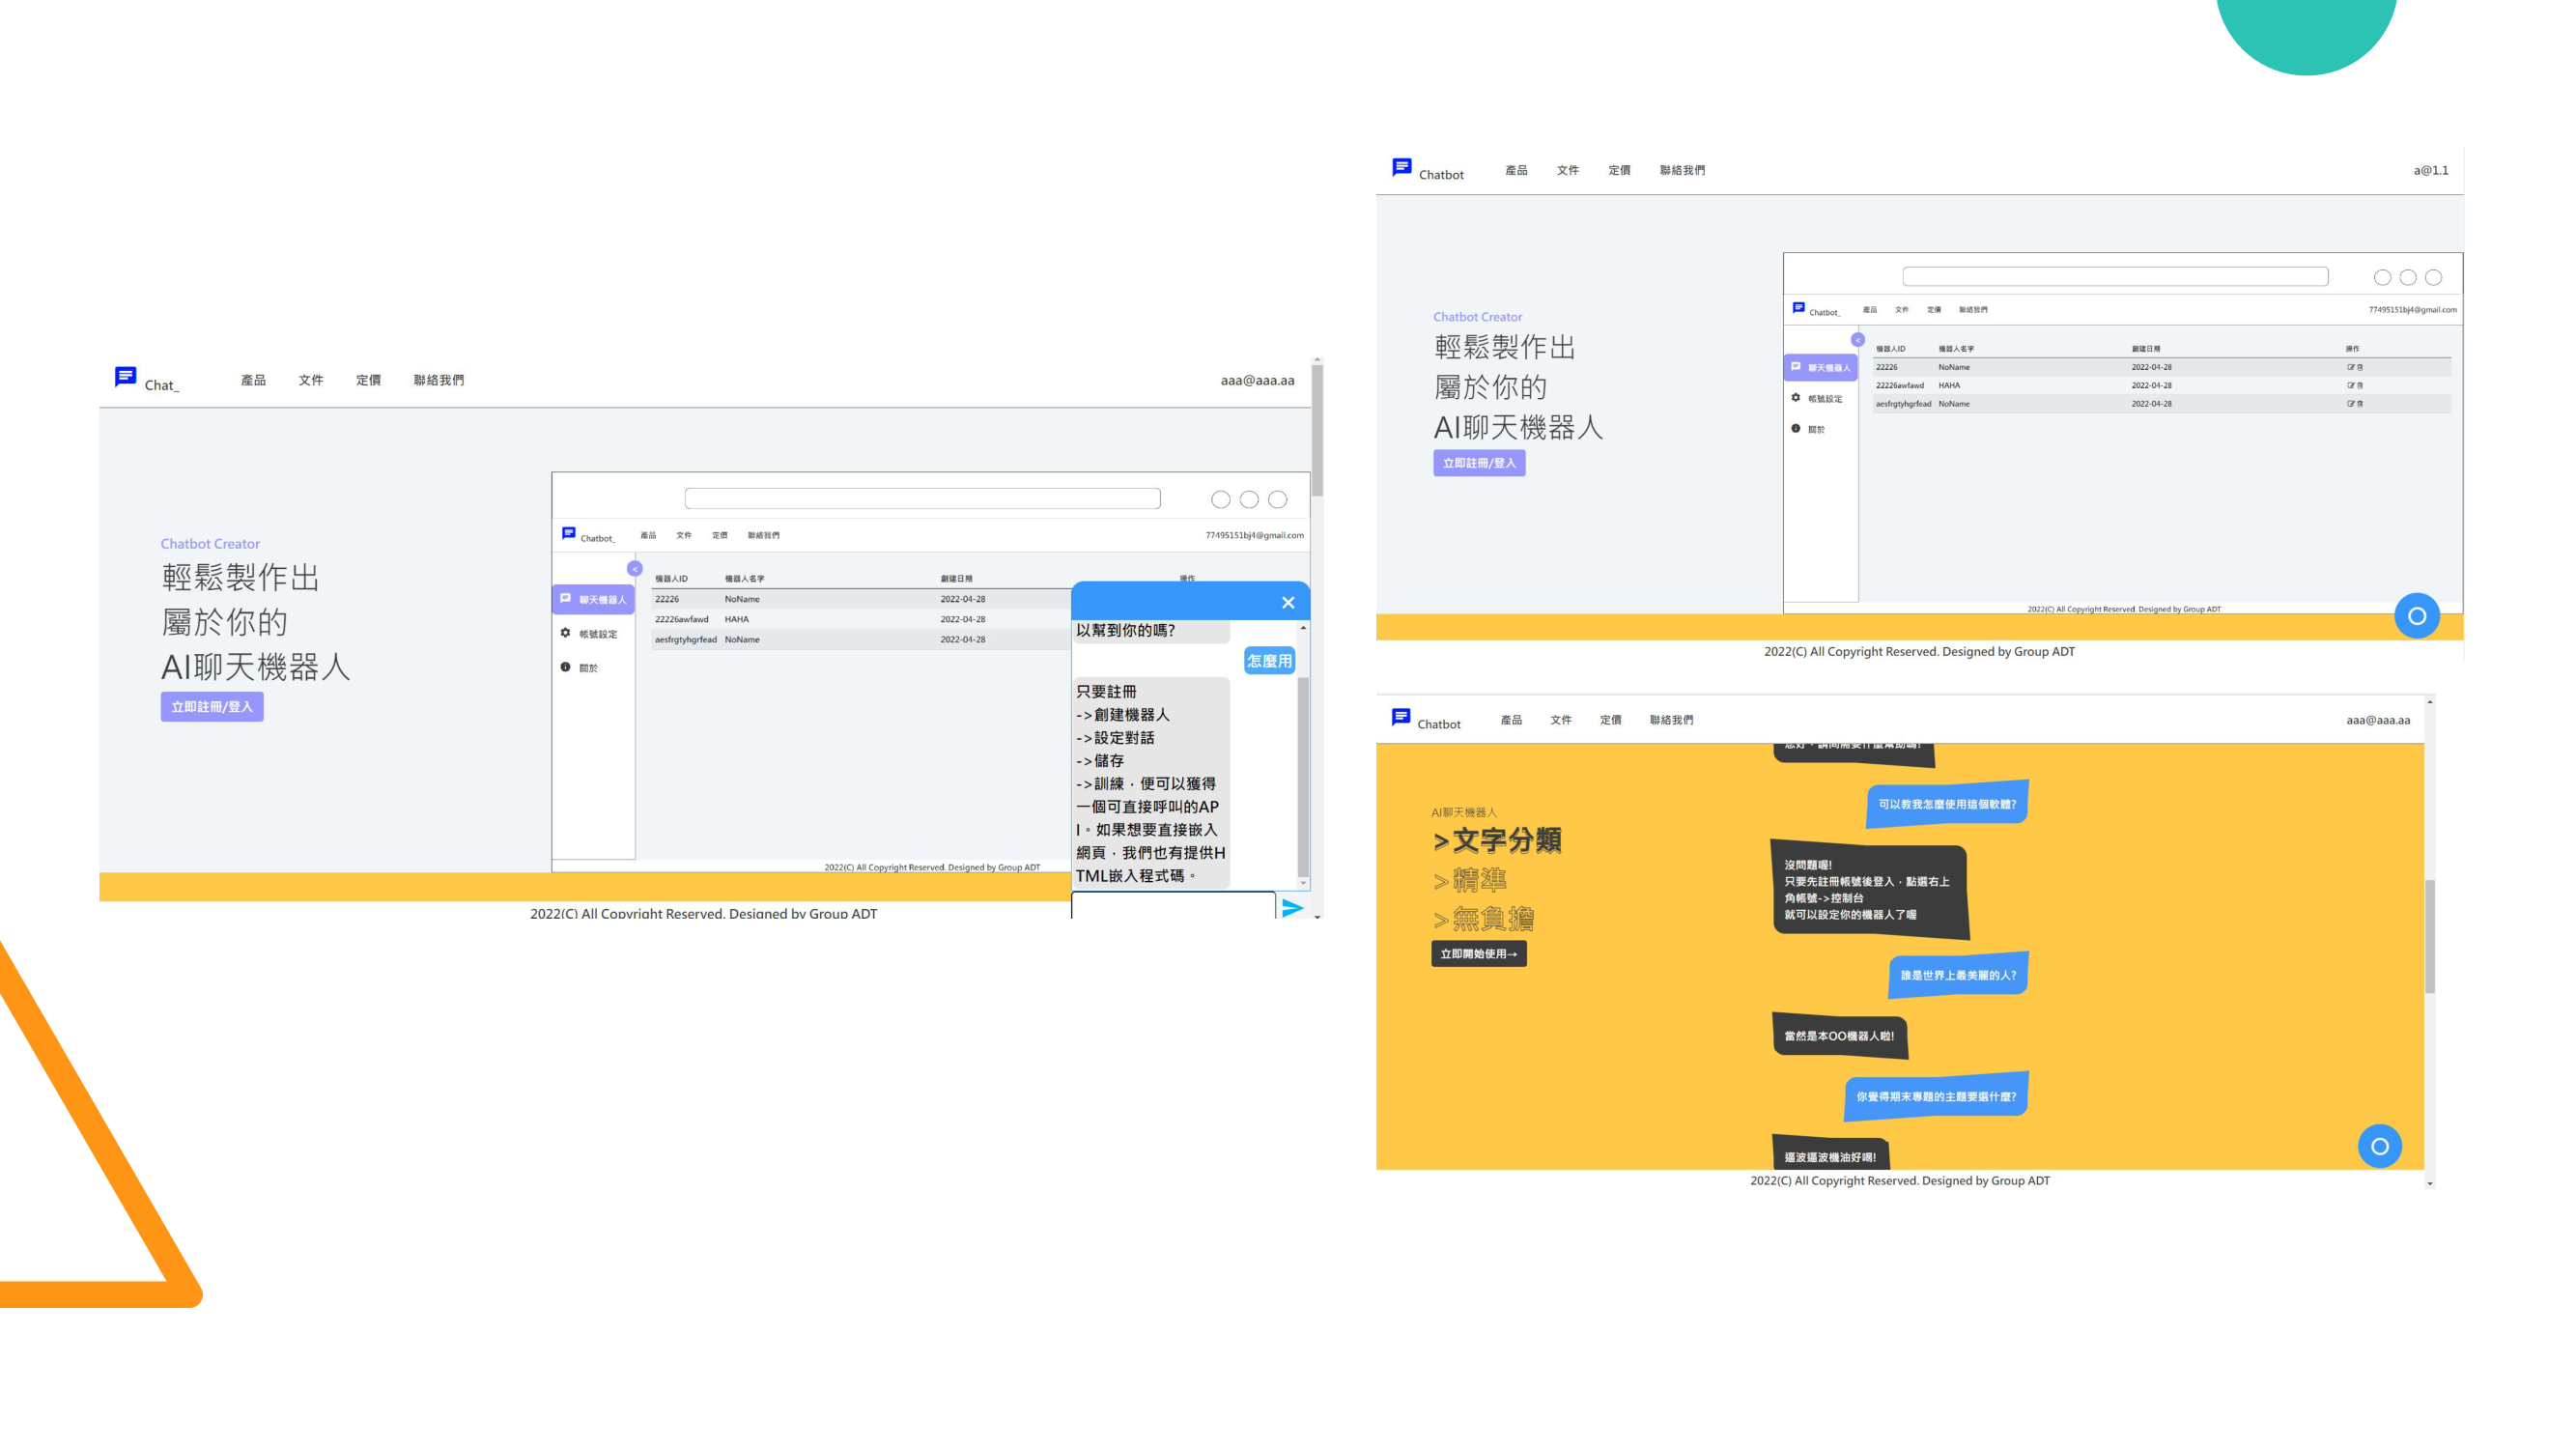 Chat_
產品 文件 定價 聯絡我們
aaa@aaa.aa
Chatbot Creator
輕鬆製作出
屬於你的
AI聊天機器人
立即註冊/登入
Chatbot_ 產品 文件 定價 聯絡我們 77495151bj4@gmail.com
<
聊天機器人
帳號設定
關於
機器人ID 機器人名字 創建日期 操作
22226 NoName 2022-04-28
22226awfawd HAHA 2022-04-28
aesfrgtyhgrfead NoName 2022-04-28
2022(C) All Copyright Reserved. Designed by Group ADT
以幫到你的嗎?
怎麼用
只要註冊
->創建機器人
->設定對話
->儲存
->訓練，便可以獲得
一個可直接呼叫的AP
I。如果想要直接嵌入
網頁，我們也有提供H
TML嵌入程式碼。
2022(C) All Copyright Reserved. Designed by Group ADT
Chatbot 產品 文件 定價 聯絡我們 a@1.1
Chatbot Creator
輕鬆製作出
屬於你的
AI聊天機器人
立即註冊/登入
Chatbot_ 產品 文件 定價 聯絡我們 77495151bj4@gmail.com
<
聊天機器人
帳號設定
關於
機器人ID 機器人名字 創建日期 操作
22226 NoName 2022-04-28
22226awfawd HAHA 2022-04-28
aesfrgtyhgrfead NoName 2022-04-28
2022(C) All Copyright Reserved. Designed by Group ADT
2022(C) All Copyright Reserved. Designed by Group ADT
Chatbot 產品 文件 定價 聯絡我們 aaa@aaa.aa
AI聊天機器人
>文字分類
>精準
>無負擔
立即開始使用→
您好，請問需要什麼幫助嗎!
可以教我怎麼使用這個軟體?
沒問題喔!
只要先註冊帳號後登入，點選右上
角帳號->控制台
就可以設定你的機器人了喔
誰是世界上最美麗的人?
當然是本OO機器人啦!
你覺得期末專題的主題要選什麼?
逼波逼波機油好喝!
2022(C) All Copyright Reserved. Designed by Group ADT